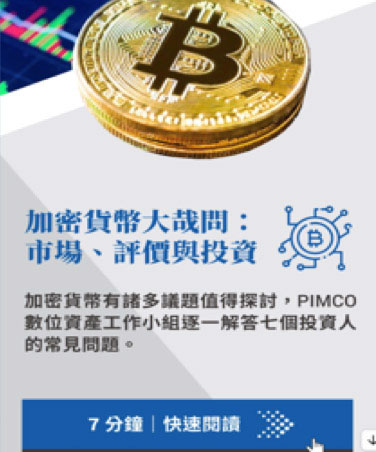 加密貨幣大哉問：
市場、評價與投資
加密貨幣有諸多議題值得探討，PIMCO
數位資產工作小組逐一解答七個投資人
的常見問題。
7 分鐘｜快速閱讀